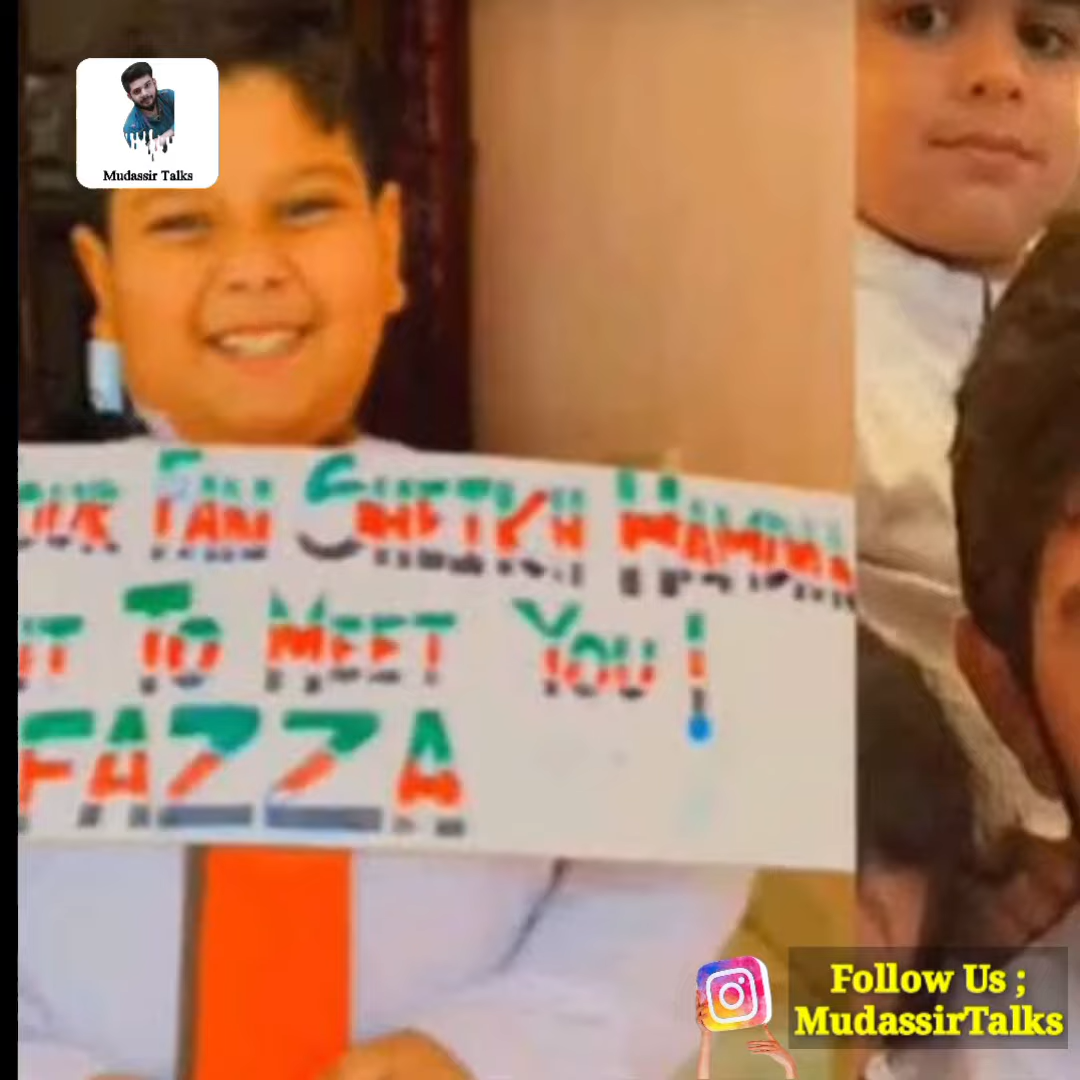 Mudassir Talks
FAN SHEIKH
TO MEET YOU !
FAZZA
Follow Us ;
MudassirTalks